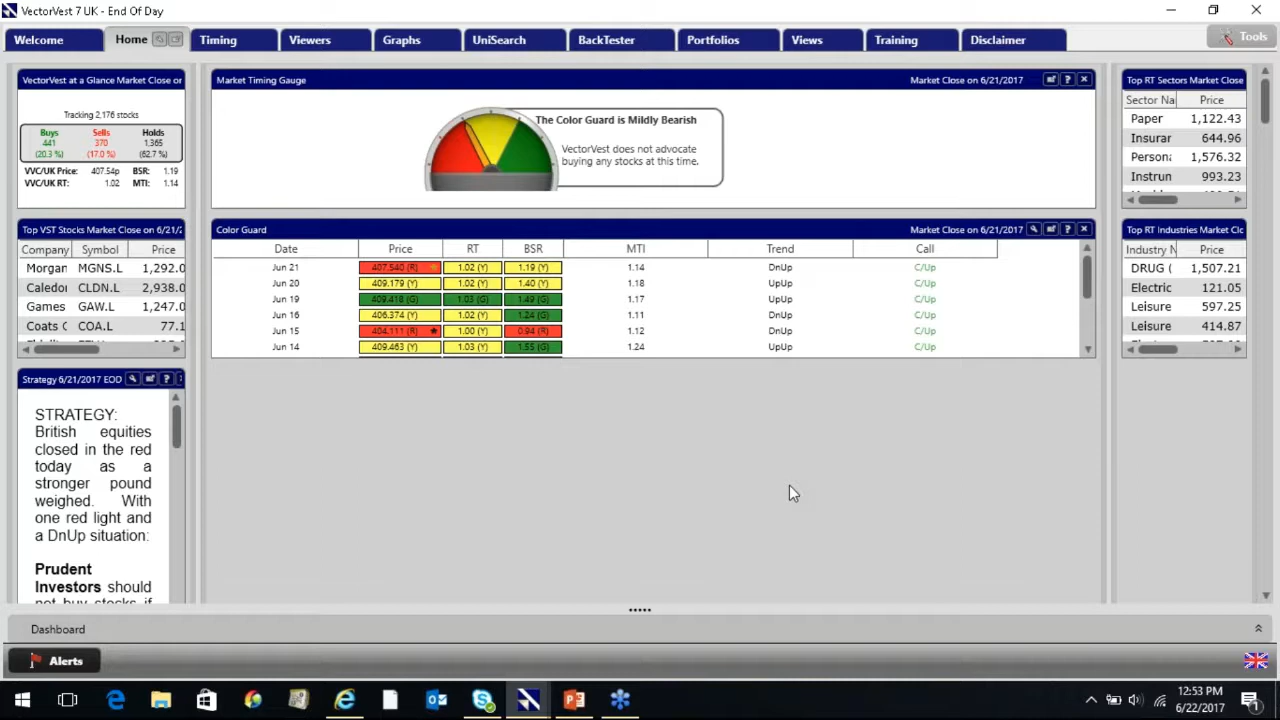 VectorVest 7 UK - End Of Day
Welcome
Home
Timing
Viewers
Graphs
UniSearch
BackTester
Portfolios
Views
Training
Disclaimer
Tools
VectorVest at a Glance Market Close or
Tracking 2,176 stocks
Buys Sells Holds
441 370 1,365
(20.3 %) (17.0 %) (62.7 %)
VVC/UK Price: 407.54p BSR: 1.19
VVC/UK RT: 1.02 MTI: 1.14
Top VST Stocks Market Close on 6/21/2
Company Symbol Price
Morgan MGNS.L 1,292.0
Caledor CLDN.L 2,938.0
Games GAW.L 1,247.0
Coats COA.L 77.1
Strategy 6/21/2017 EOD
STRATEGY:
British equities
closed in the red
today as a
stronger pound
weighed. With
one red light and
a DnUp situation:
Prudent
Investors should
not buy stocks if
Market Timing Gauge Market Close on 6/21/2017
The Color Guard is Mildly Bearish
VectorVest does not advocate
buying any stocks at this time.
Color Guard Market Close on 6/21/2017
Date Price RT BSR MTI Trend Call
Jun 21 407.540 (R) 1.02 (Y) 1.19 (Y) 1.14 DnUp C/Up
Jun 20 409.179 (Y) 1.02 (Y) 1.40 (Y) 1.18 UpUp C/Up
Jun 19 409.418 (G) 1.03 (G) 1.49 (G) 1.17 UpUp C/Up
Jun 16 406.374 (Y) 1.02 (Y) 1.24 (G) 1.11 DnUp C/Up
Jun 15 404.111 (R) ★ 1.00 (Y) 0.94 (R) 1.12 DnUp C/Up
Jun 14 409.463 (Y) 1.03 (Y) 1.55 (G) 1.24 UpUp C/Up
Top RT Sectors Market Close
Sector Na Price
Paper 1,122.43
Insurar 644.96
Persona 1,576.32
Instrun 993.23
Top RT Industries Market Clo
Industry N Price
DRUG ( 1,507.21
Electric 121.05
Leisure 597.25
Leisure 414.87
Dashboard
Alerts
12:53 PM
6/22/2017